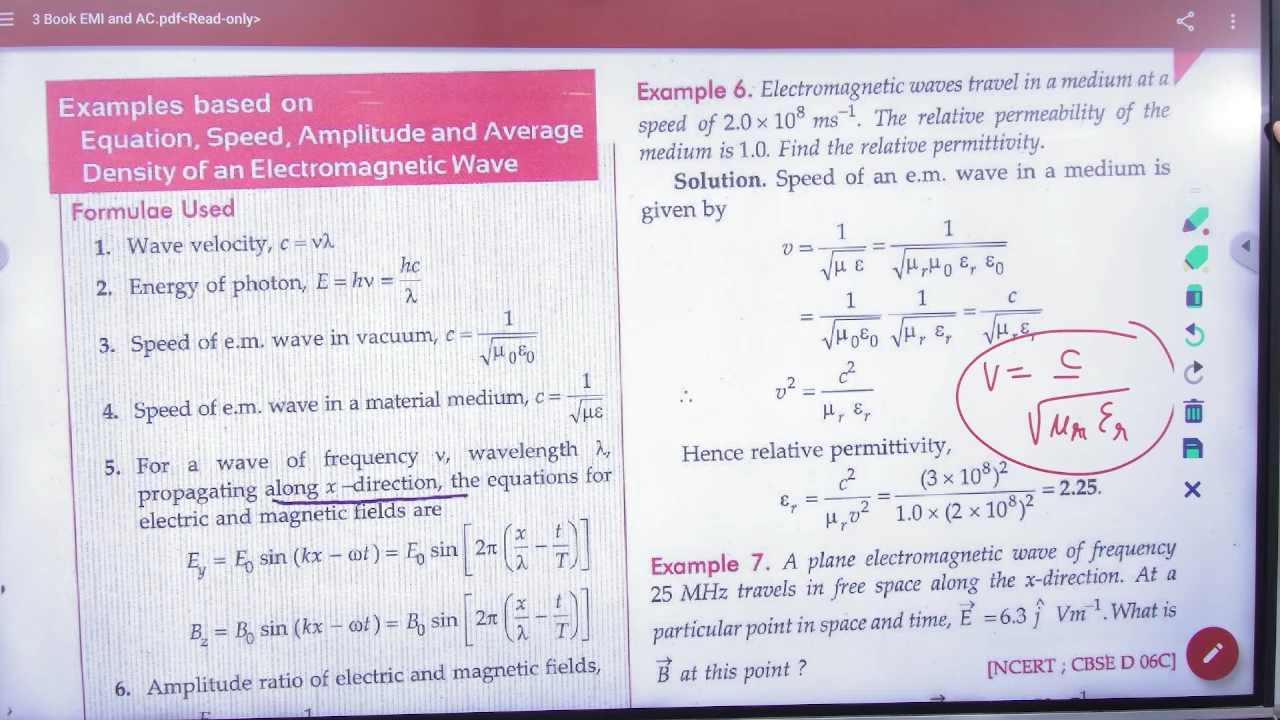 3 Book EMI and AC.pdf<Read-only>
Examples based on
Equation, Speed, Amplitude and Average
Density of an Electromagnetic Wave
Formulae Used
1. Wave velocity, c = νλ
2. Energy of photon, E = hν = hc/λ
3. Speed of e.m. wave in vacuum, c = 1/√μ₀ε₀
4. Speed of e.m. wave in a material medium, c = 1/√με
5. For a wave of frequency ν, wavelength λ,
propagating along x-direction, the equations for
electric and magnetic fields are
E_y = E₀ sin (kx − ωt) = E₀ sin [2π (x/λ − t/T)]
B_z = B₀ sin (kx − ωt) = B₀ sin [2π (x/λ − t/T)]
6. Amplitude ratio of electric and magnetic fields,
Example 6. Electromagnetic waves travel in a medium at a
speed of 2.0 × 10⁸ ms⁻¹. The relative permeability of the
medium is 1.0. Find the relative permittivity.
Solution. Speed of an e.m. wave in a medium is
given by
v = 1/√μ ε = 1/√μᵣμ₀ εᵣ ε₀
= 1/√μ₀ε₀ 1/√μᵣ εᵣ = c/√μᵣεᵣ
∴ v² = c²/μᵣ εᵣ
V = c/√μᵣ εᵣ
Hence relative permittivity,
εᵣ = c²/μᵣv² = (3 × 10⁸)²/1.0 × (2 × 10⁸)² = 2.25.
Example 7. A plane electromagnetic wave of frequency
25 MHz travels in free space along the x-direction. At a
particular point in space and time, E⃗ = 6.3 ĵ Vm⁻¹. What is
B⃗ at this point ? [NCERT ; CBSE D 06C]